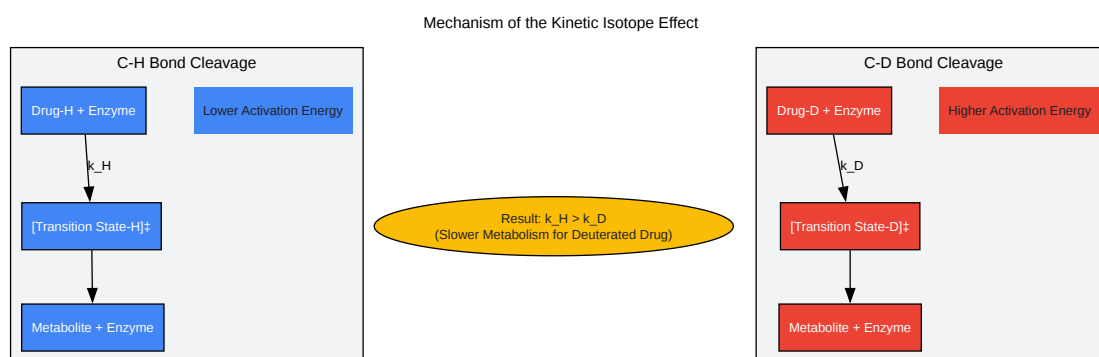 Mechanism of the Kinetic Isotope Effect
C-H Bond Cleavage
Drug-H + Enzyme
Lower Activation Energy
k_H
[Transition State-H]‡
Metabolite + Enzyme
Result: k_H > k_D
(Slower Metabolism for Deuterated Drug)
C-D Bond Cleavage
Drug-D + Enzyme
Higher Activation Energy
k_D
[Transition State-D]‡
Metabolite + Enzyme